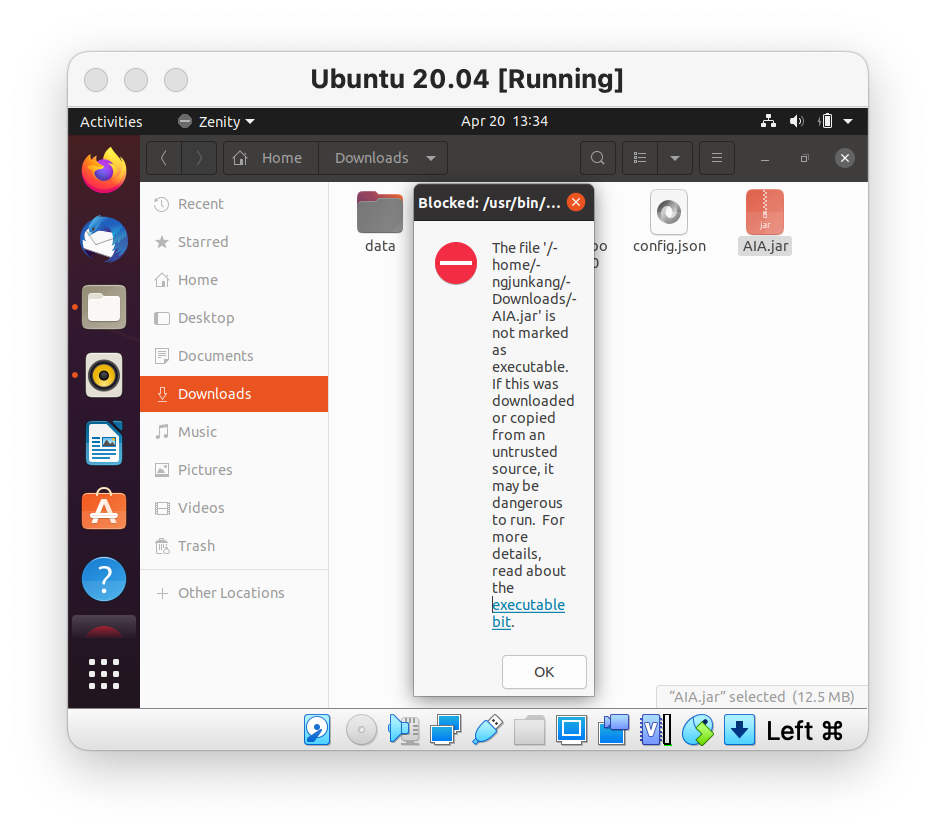 Ubuntu 20.04 [Running]
Activities
Zenity
Apr 20 13:34
Home
Downloads
Recent
Starred
Home
Desktop
Documents
Downloads
Music
Pictures
Videos
Trash
Other Locations
data
config.json
jar
AIA.jar
Blocked: /usr/bin/...
The file '/-
home/-
ngjunkang/-
Downloads/-
AIA.jar' is
not marked
as
executable.
If this was
downloaded
or copied
from an
untrusted
source, it
may be
dangerous
to run. For
more
details,
read about
the
executable
bit.
OK
“AIA.jar” selected (12.5 MB)
V
Left ⌘